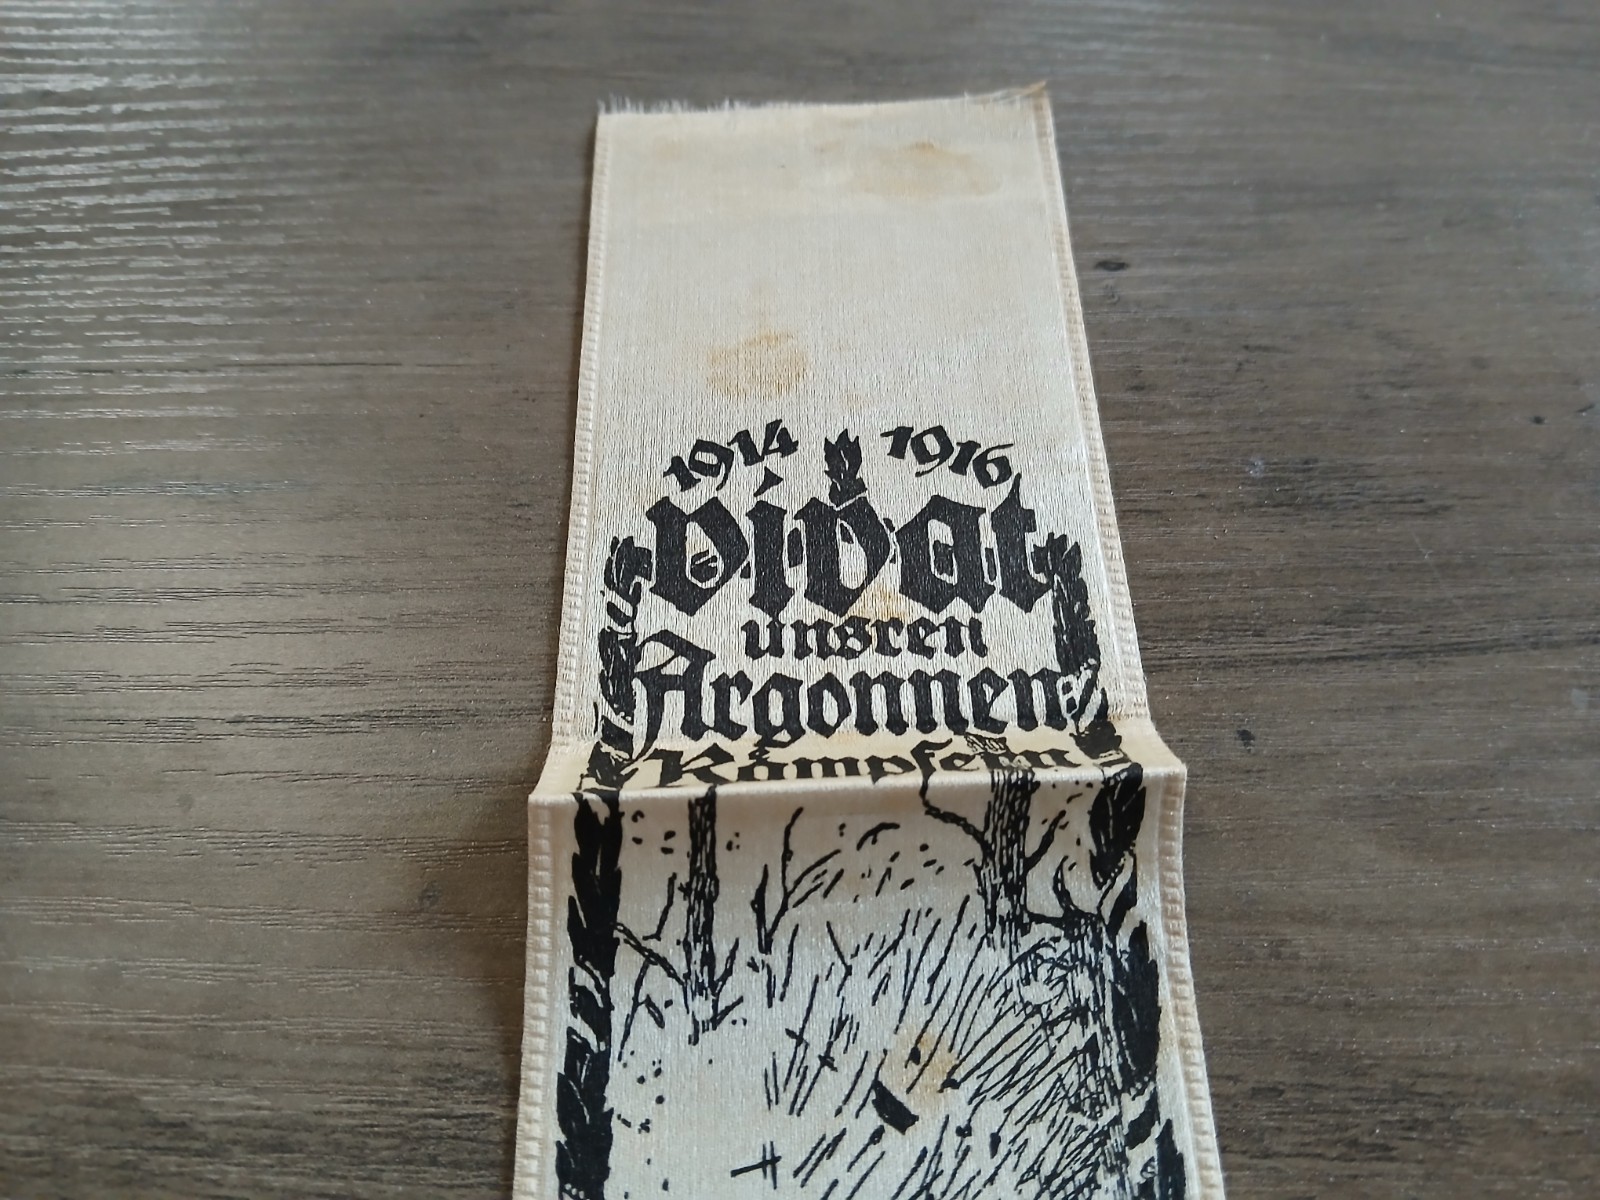 1914 1916
Vivat
unsren
Argonnen
Kämpfern